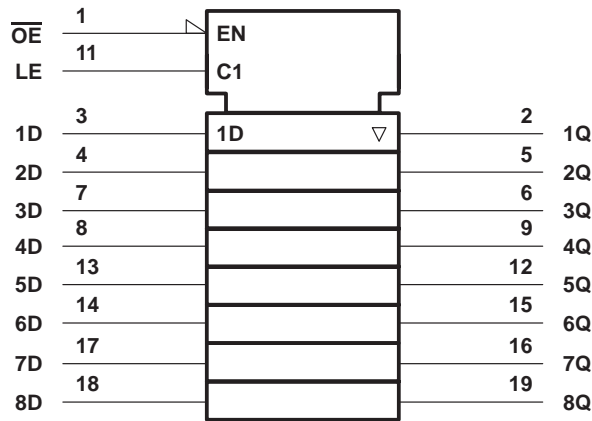 OE 1 EN
LE 11 C1
1D 3 1D ▽ 2 1Q
2D 4 5 2Q
3D 7 6 3Q
4D 8 9 4Q
5D 13 12 5Q
6D 14 15 6Q
7D 17 16 7Q
8D 18 19 8Q